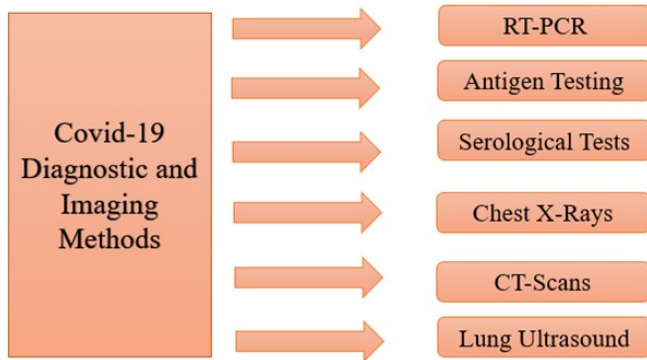 Covid-19
Diagnostic and
Imaging
Methods
RT-PCR
Antigen Testing
Serological Tests
Chest X-Rays
CT-Scans
Lung Ultrasound